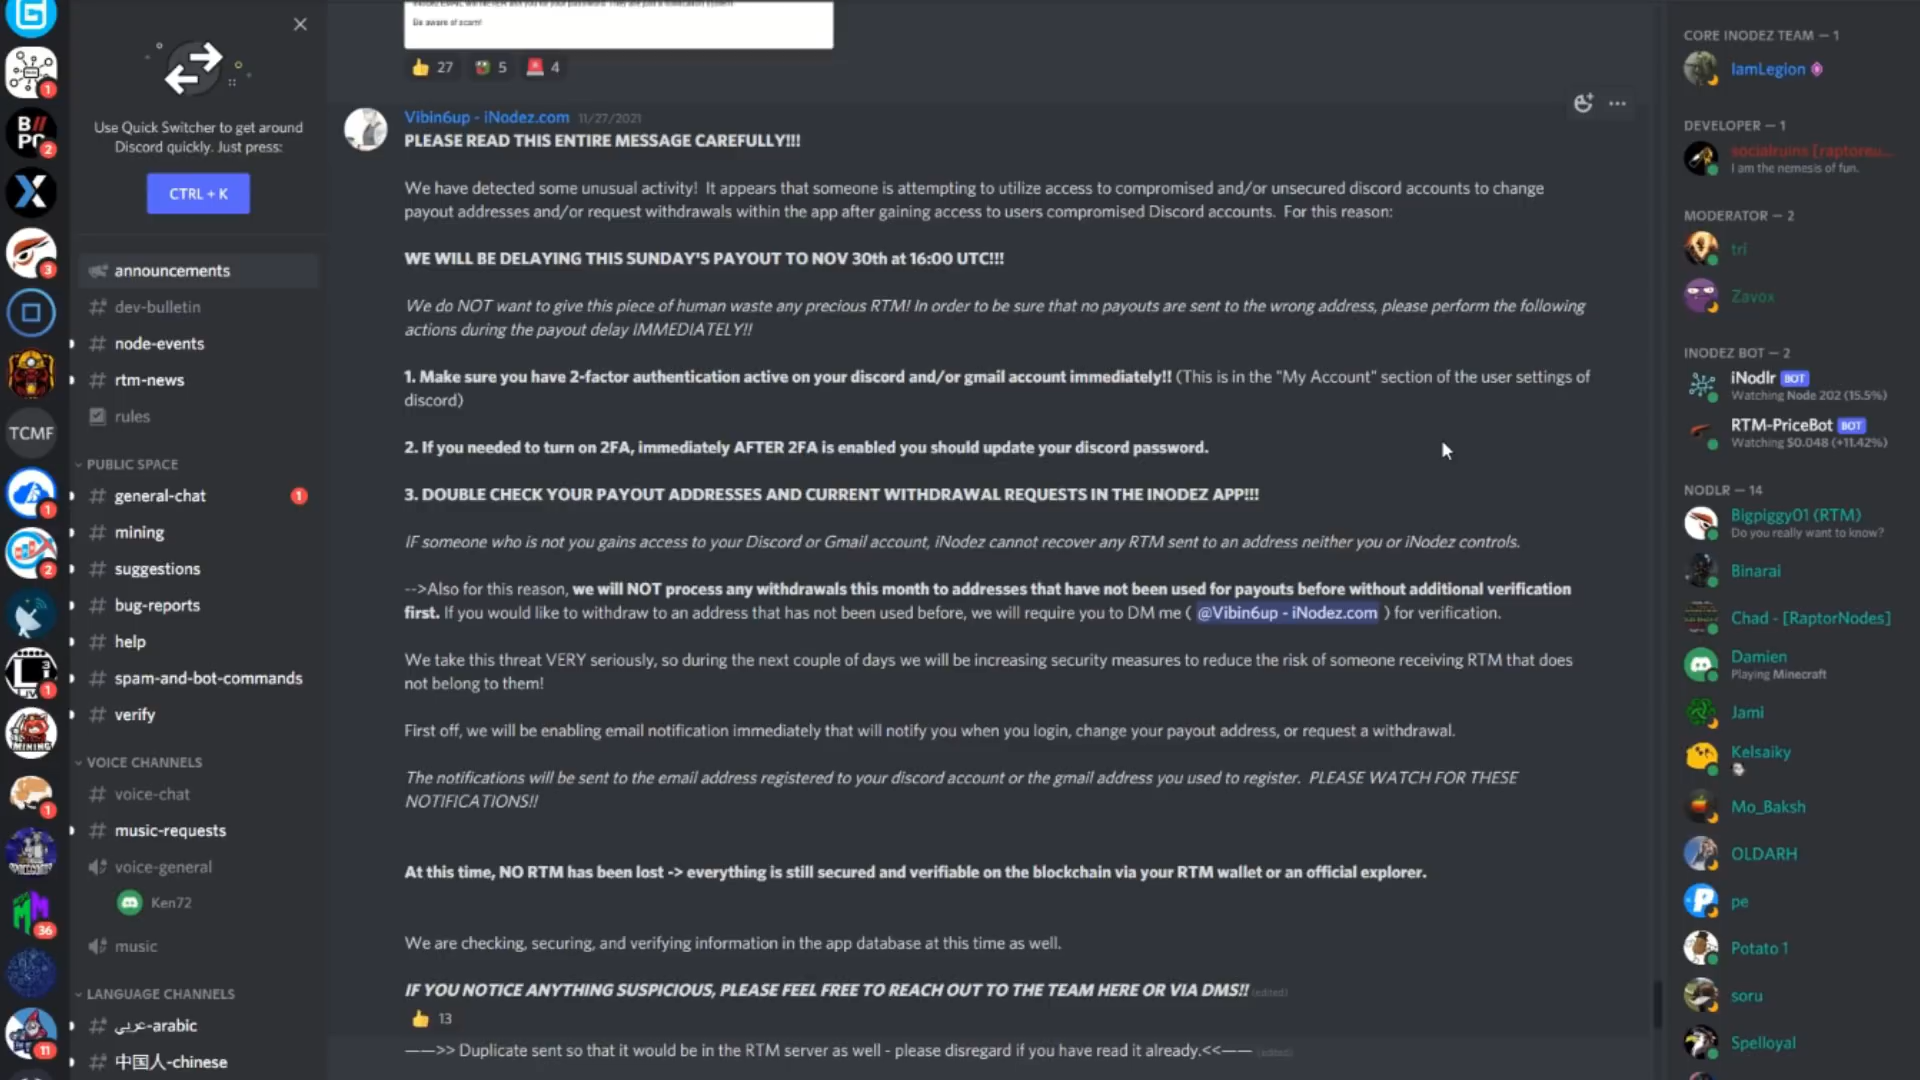 Be aware of scam!
27 5 4
Use Quick Switcher to get around
Discord quickly. Just press:
CTRL + K
announcements
dev-bulletin
node-events
rtm-news
rules
PUBLIC SPACE
general-chat 1
mining
suggestions
bug-reports
help
spam-and-bot-commands
verify
VOICE CHANNELS
voice-chat
music-requests
voice-general
Ken72
music
LANGUAGE CHANNELS
عربي-arabic
中国人-chinese
1
B//
PC
2
3
TCMF
1
2
1
MINING
1
36
11
Vibin6up - iNodez.com 11/27/2021
PLEASE READ THIS ENTIRE MESSAGE CAREFULLY!!!
We have detected some unusual activity! It appears that someone is attempting to utilize access to compromised and/or unsecured discord accounts to change
payout addresses and/or request withdrawals within the app after gaining access to users compromised Discord accounts. For this reason:
WE WILL BE DELAYING THIS SUNDAY'S PAYOUT TO NOV 30th at 16:00 UTC!!!
We do NOT want to give this piece of human waste any precious RTM! In order to be sure that no payouts are sent to the wrong address, please perform the following
actions during the payout delay IMMEDIATELY!!
1. Make sure you have 2-factor authentication active on your discord and/or gmail account immediately!! (This is in the "My Account" section of the user settings of
discord)
2. If you needed to turn on 2FA, immediately AFTER 2FA is enabled you should update your discord password.
3. DOUBLE CHECK YOUR PAYOUT ADDRESSES AND CURRENT WITHDRAWAL REQUESTS IN THE INODEZ APP!!!
IF someone who is not you gains access to your Discord or Gmail account, iNodez cannot recover any RTM sent to an address neither you or iNodez controls.
-->Also for this reason, we will NOT process any withdrawals this month to addresses that have not been used for payouts before without additional verification
first. If you would like to withdraw to an address that has not been used before, we will require you to DM me ( @Vibin6up - iNodez.com ) for verification.
We take this threat VERY seriously, so during the next couple of days we will be increasing security measures to reduce the risk of someone receiving RTM that does
not belong to them!
First off, we will be enabling email notification immediately that will notify you when you login, change your payout address, or request a withdrawal.
The notifications will be sent to the email address registered to your discord account or the gmail address you used to register. PLEASE WATCH FOR THESE
NOTIFICATIONS!!
At this time, NO RTM has been lost -> everything is still secured and verifiable on the blockchain via your RTM wallet or an official explorer.
We are checking, securing, and verifying information in the app database at this time as well.
IF YOU NOTICE ANYTHING SUSPICIOUS, PLEASE FEEL FREE TO REACH OUT TO THE TEAM HERE OR VIA DMS!! (edited)
13
——>> Duplicate sent so that it would be in the RTM server as well - please disregard if you have read it already.<<—— (edited)
CORE INODEZ TEAM — 1
IamLegion
DEVELOPER — 1
socialruins [raptoreu...
I am the nemesis of fun.
MODERATOR — 2
tri
Zavox
INODEZ BOT — 2
iNodlr BOT
Watching Node 202 (15.5%)
RTM-PriceBot BOT
Watching $0.048 (+11.42%)
NODLR — 14
Bigpiggy01 (RTM)
Do you really want to know?
Binarai
Chad - [RaptorNodes]
Damien
Playing Minecraft
Jami
Kelsaiky
Mo_Baksh
OLDARH
pe
Potato 1
soru
Spelloyal